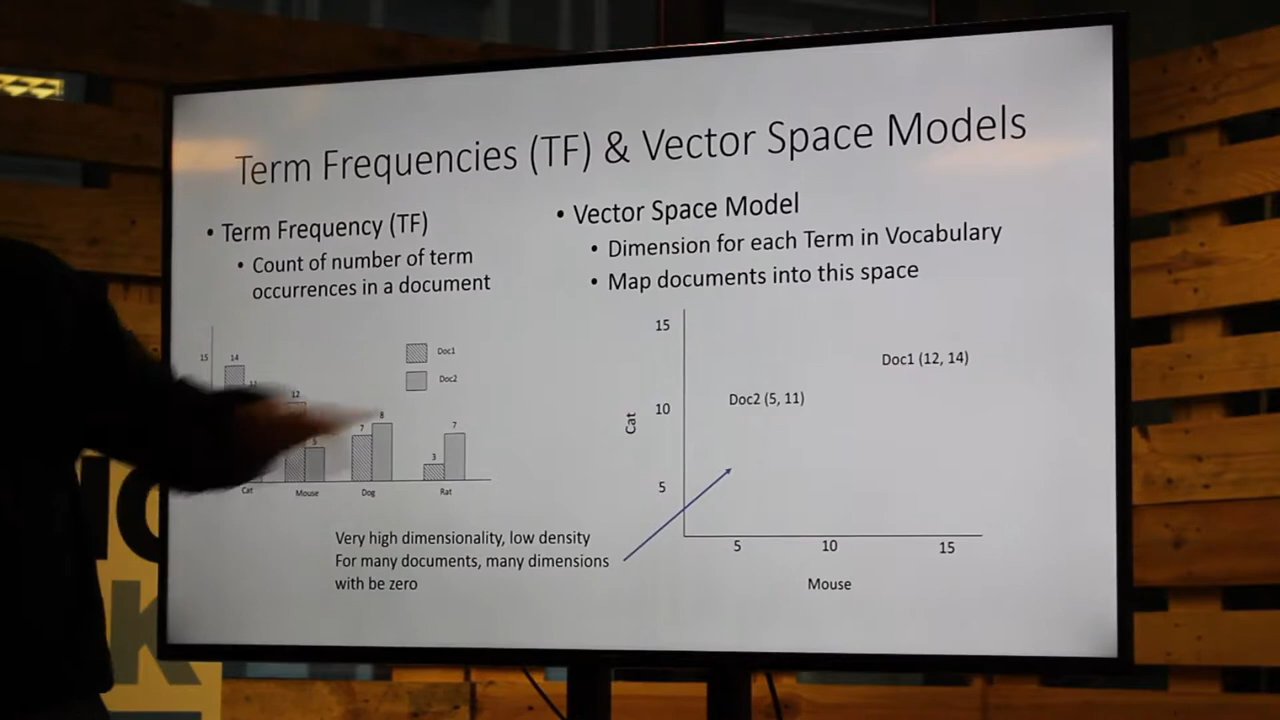 Term Frequencies (TF) & Vector Space Models
• Term Frequency (TF)
• Count of number of term
occurrences in a document
• Vector Space Model
• Dimension for each Term in Vocabulary
• Map documents into this space
15
14
11
12
5
7
8
3
7
Doc1
Doc2
Cat
Mouse
Dog
Rat
15
10
5
Cat
Doc1 (12, 14)
Doc2 (5, 11)
5
10
15
Mouse
Very high dimensionality, low density
For many documents, many dimensions
with be zero